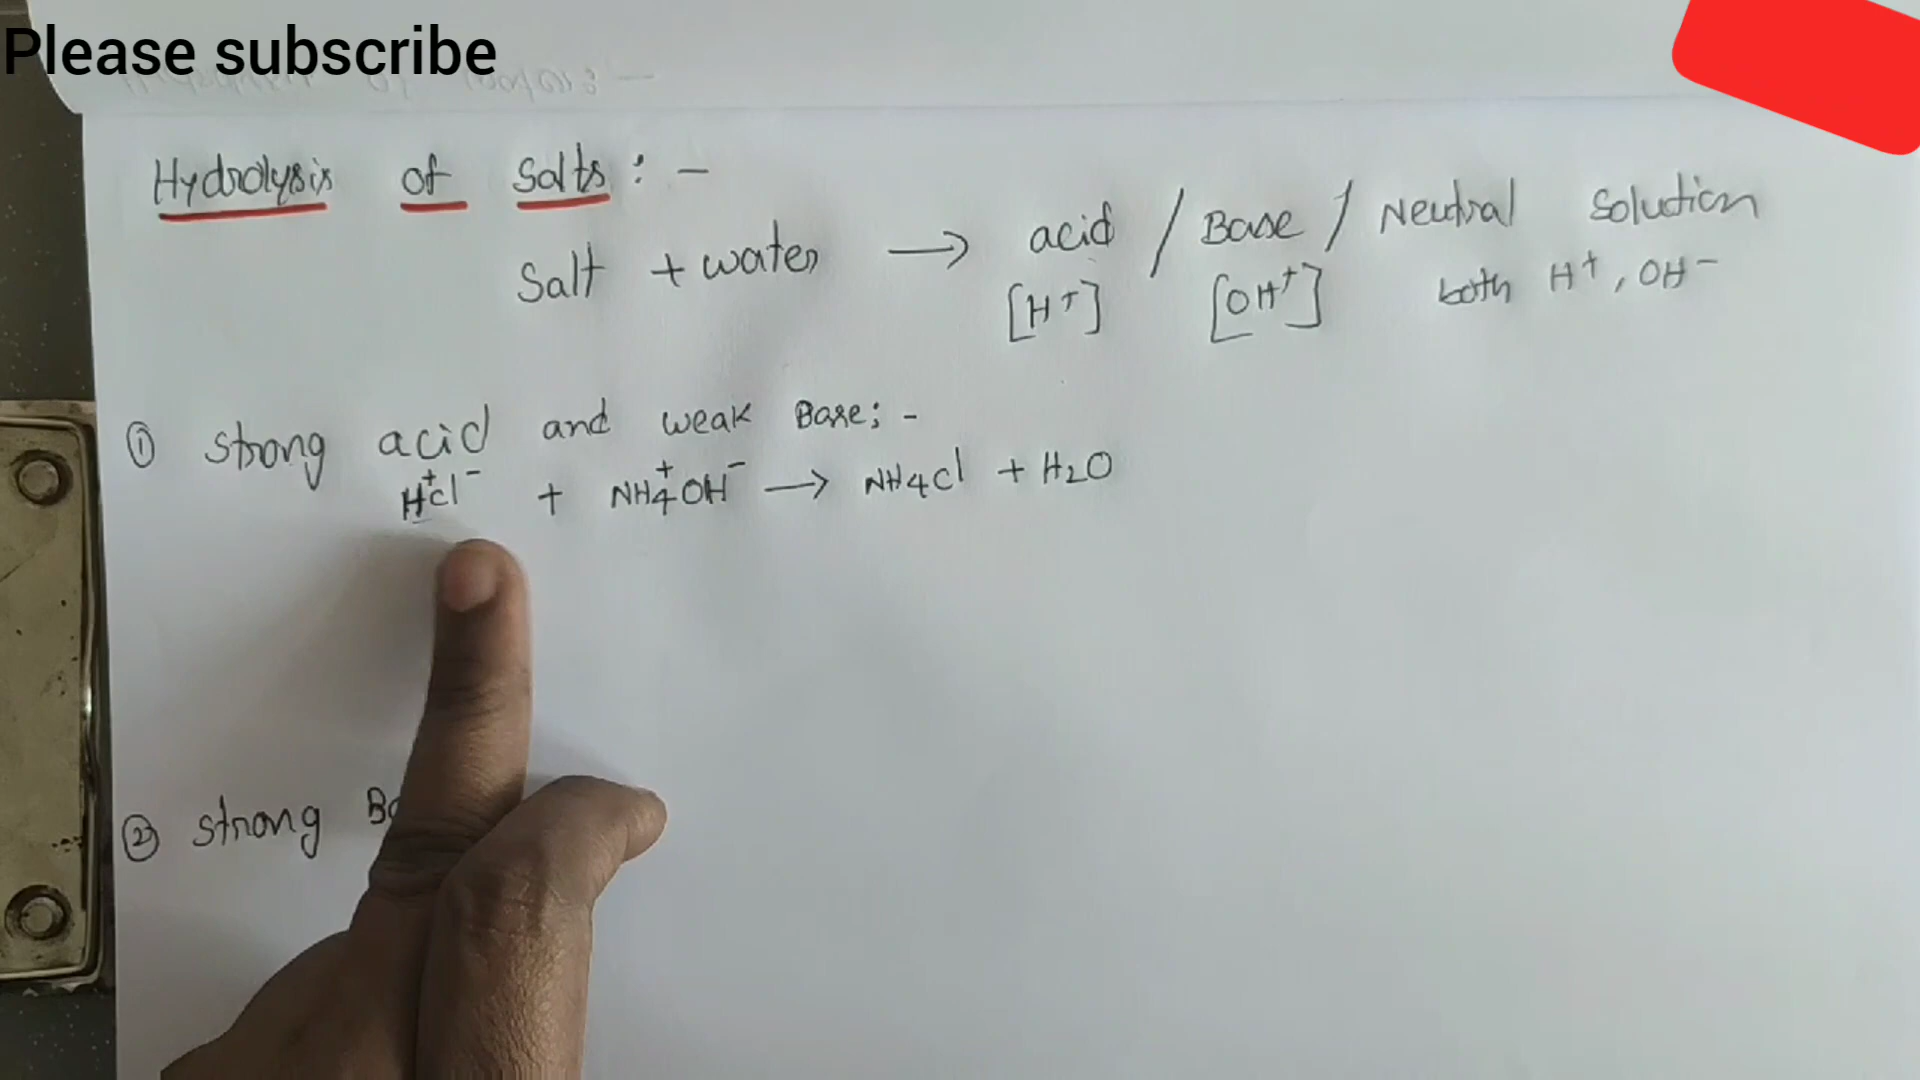 Please subscribe
Hydrolysis of Salts : -
Salt + water → acid / Base / Neutral Solution
[H+] [OH+] both H+, OH-
① strong acid and weak Base; -
H+Cl- + NH4+OH- → NH4Cl + H2O
② strong